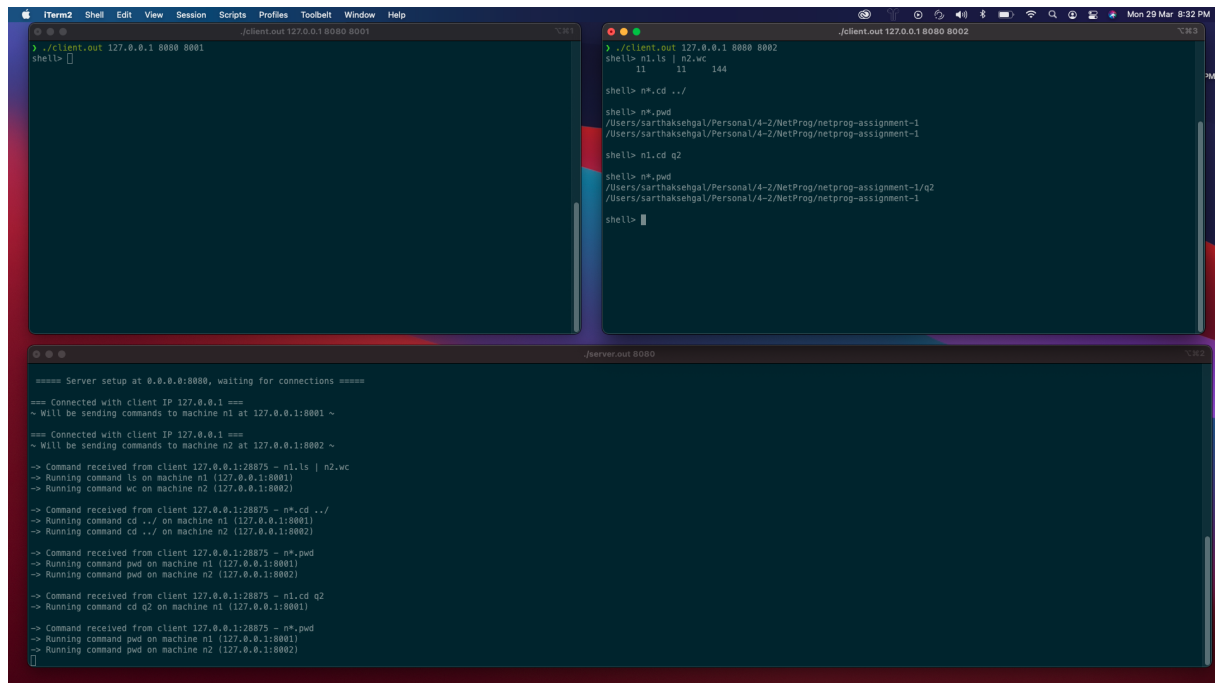 iTerm2 Shell Edit View Session Scripts Profiles Toolbelt Window Help Mon 29 Mar 8:32 PM
./client.out 127.0.0.1 8080 8001 ⌥⌘1
❯ ./client.out 127.0.0.1 8080 8001
shell>
./client.out 127.0.0.1 8080 8002 ⌥⌘3
❯ ./client.out 127.0.0.1 8080 8002
shell> n1.ls | n2.wc
11 11 144
shell> n*.cd ../
shell> n*.pwd
/Users/sarthaksehgal/Personal/4-2/NetProg/netprog-assignment-1
/Users/sarthaksehgal/Personal/4-2/NetProg/netprog-assignment-1
shell> n1.cd q2
shell> n*.pwd
/Users/sarthaksehgal/Personal/4-2/NetProg/netprog-assignment-1/q2
/Users/sarthaksehgal/Personal/4-2/NetProg/netprog-assignment-1
shell>
PM
./server.out 8080 ⌥⌘2
===== Server setup at 0.0.0.0:8080, waiting for connections =====
=== Connected with client IP 127.0.0.1 ===
~ Will be sending commands to machine n1 at 127.0.0.1:8001 ~
=== Connected with client IP 127.0.0.1 ===
~ Will be sending commands to machine n2 at 127.0.0.1:8002 ~
-> Command received from client 127.0.0.1:28875 - n1.ls | n2.wc
-> Running command ls on machine n1 (127.0.0.1:8001)
-> Running command wc on machine n2 (127.0.0.1:8002)
-> Command received from client 127.0.0.1:28875 - n*.cd ../
-> Running command cd ../ on machine n1 (127.0.0.1:8001)
-> Running command cd ../ on machine n2 (127.0.0.1:8002)
-> Command received from client 127.0.0.1:28875 - n*.pwd
-> Running command pwd on machine n1 (127.0.0.1:8001)
-> Running command pwd on machine n2 (127.0.0.1:8002)
-> Command received from client 127.0.0.1:28875 - n1.cd q2
-> Running command cd q2 on machine n1 (127.0.0.1:8001)
-> Command received from client 127.0.0.1:28875 - n*.pwd
-> Running command pwd on machine n1 (127.0.0.1:8001)
-> Running command pwd on machine n2 (127.0.0.1:8002)